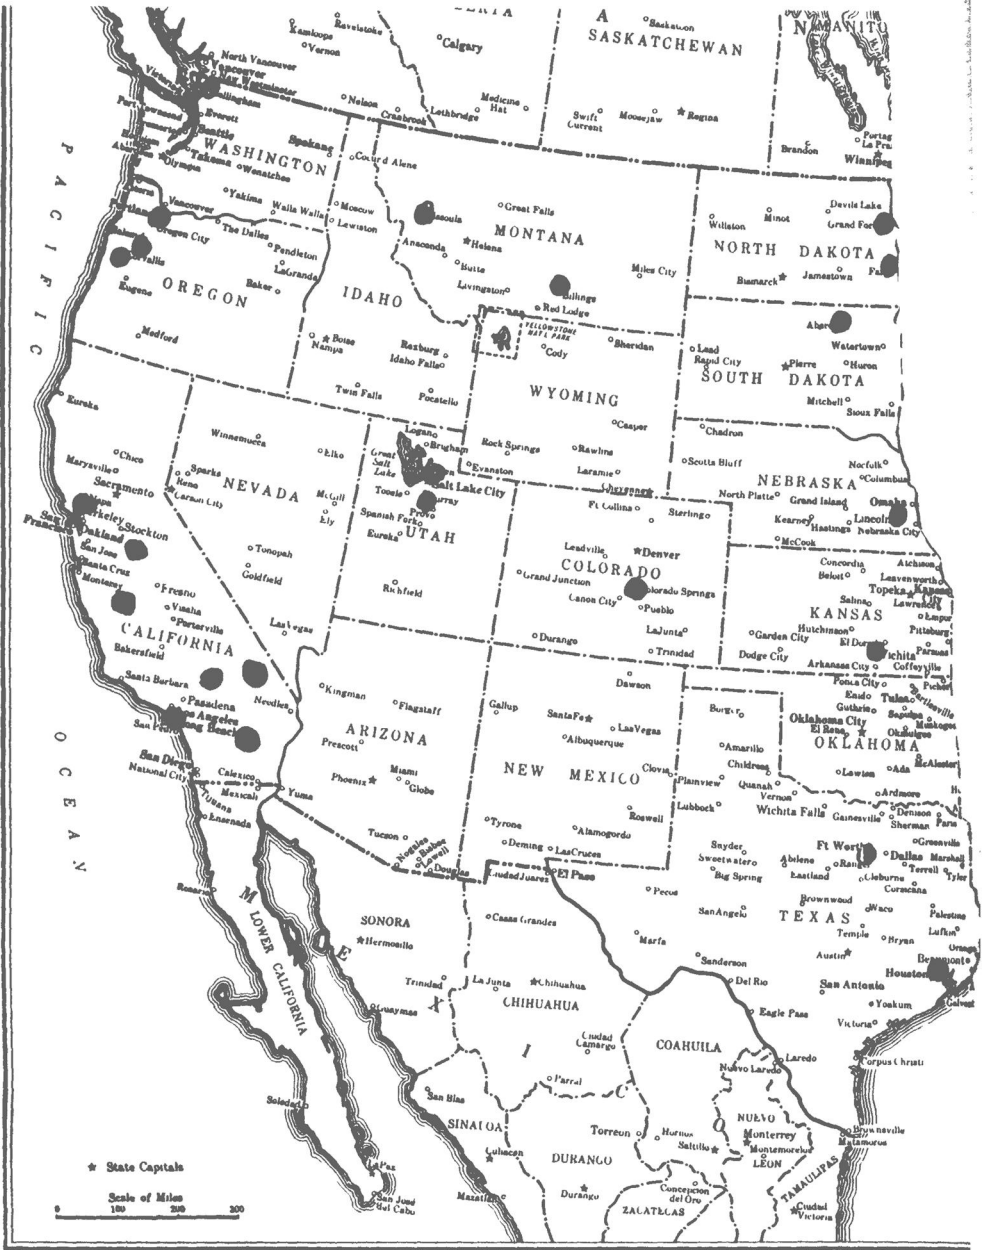 SASKATCHEWAN
A
Saskatoon
Revelstoke
Kamloops
Vernon
Calgary
North Vancouver
Vancouver
New Westminster
Victoria
Nelson
Cranbrook
Lethbridge
Medicine
Hat
Swift
Current
Moosejaw
Regina
Brandon
Winnipeg
Everett
Seattle
Spokane
Tacoma
Wenatchee
Olympia
WASHINGTON
Yakima
Walla Walla
Vancouver
Oregon City
The Dalles
Pendleton
LaGranda
Baker
Eugene
OREGON
Medford
Coeur d Alene
Moscow
Lewiston
IDAHO
Boise
Nampa
Rexburg
Idaho Falls
Twin Falls
Pocatello
Great Falls
MONTANA
Anaconda
Helena
Butte
Livingston
Miles City
Billings
Red Lodge
YELLOWSTONE
NAT'L PARK
Cody
Sheridan
WYOMING
Casper
Rock Springs
Rawlins
Evanston
Laramie
Cheyenne
Williston
Minot
Devils Lake
NORTH DAKOTA
Bismarck
Jamestown
Watertown
Lead
Rapid City
Pierre
Huron
SOUTH DAKOTA
Mitchell
Sioux Falls
Chadron
Scotts Bluff
Norfolk
NEBRASKA
Columbus
North Platte
Grand Island
Omaha
Kearney
Hastings
Lincoln
Nebraska City
McCook
Eureka
Chico
Marysville
Sacramento
Stockton
Oakland
San Jose
Santa Cruz
Monterey
Fresno
Visalia
Porterville
CALIFORNIA
Bakersfield
Santa Barbara
Pasadena
Needles
San Diego
National City
Calexico
Mexicali
Tijuana
Ensenada
Winnemucca
Elko
Sparks
Reno
Carson City
NEVADA
McGill
Ely
Tonopah
Goldfield
Las Vegas
Logan
Brigham
Great
Salt
Lake
Salt Lake City
Tooele
Provo
Spanish Fork
Eureka
UTAH
Richfield
Ft Collins
Sterling
Leadville
Denver
COLORADO
Grand Junction
Canon City
Pueblo
Durango
LaJunta
Trinidad
Concordia
Beloit
Atchison
Leavenworth
Topeka
Kansas
City
Salina
Lawrence
KANSAS
Hutchinson
Pittsburg
Garden City
Dodge City
Parsons
Arkansas City
Coffeyville
Ponca City
Enid
Tulsa
Bartlesville
Guthrie
Sapulpa
Muskogee
Oklahoma City
El Reno
Okmulgee
OKLAHOMA
McAlester
Lawton
Ada
Ardmore
Kingman
Flagstaff
ARIZONA
Prescott
Phoenix
Miami
Globe
Yuma
Tucson
Nogales
Bisbee
Lowell
Douglas
Dawson
Gallup
Santa Fe
Las Vegas
Albuquerque
NEW MEXICO
Clovis
Roswell
Tyrone
Alamogordo
Deming
Las Cruces
Ciudad Juarez
El Paso
Amarillo
Childress
Plainview
Quanah
Vernon
Lubbock
Wichita Falls
Gainesville
Denison
Sherman
Paris
Greenville
Ft Worth
Dallas
Marshall
Snyder
Sweetwater
Abilene
Big Spring
Eastland
Cleburne
Terrell
Tyler
Corsicana
Pecos
San Angelo
Brownwood
Waco
TEXAS
Palestine
Temple
Bryan
Lufkin
Marfa
Sanderson
Austin
Beaumont
Houston
Del Rio
San Antonio
Yoakum
Eagle Pass
Victoria
Laredo
Nuevo Laredo
Corpus Christi
Brownsville
Matamoros
PACIFIC
OCEAN
MEXICO
Rosario
LOWER CALIFORNIA
Soledad
La Paz
San José
del Cabo
SONORA
Hermosillo
Guaymas
Casas Grandes
Trinidad
La Junta
Chihuahua
CHIHUAHUA
Ciudad
Camargo
Parral
COAHUILA
San Blas
SINALOA
Culiacan
Mazatlan
DURANGO
Durango
Torreon
Saltillo
NUEVO
LEON
Monterrey
Montemorelos
TAMAULIPAS
Concepcion
del Oro
ZACATECAS
Ciudad
Victoria
State Capitals
Scale of Miles
0 100 200 300